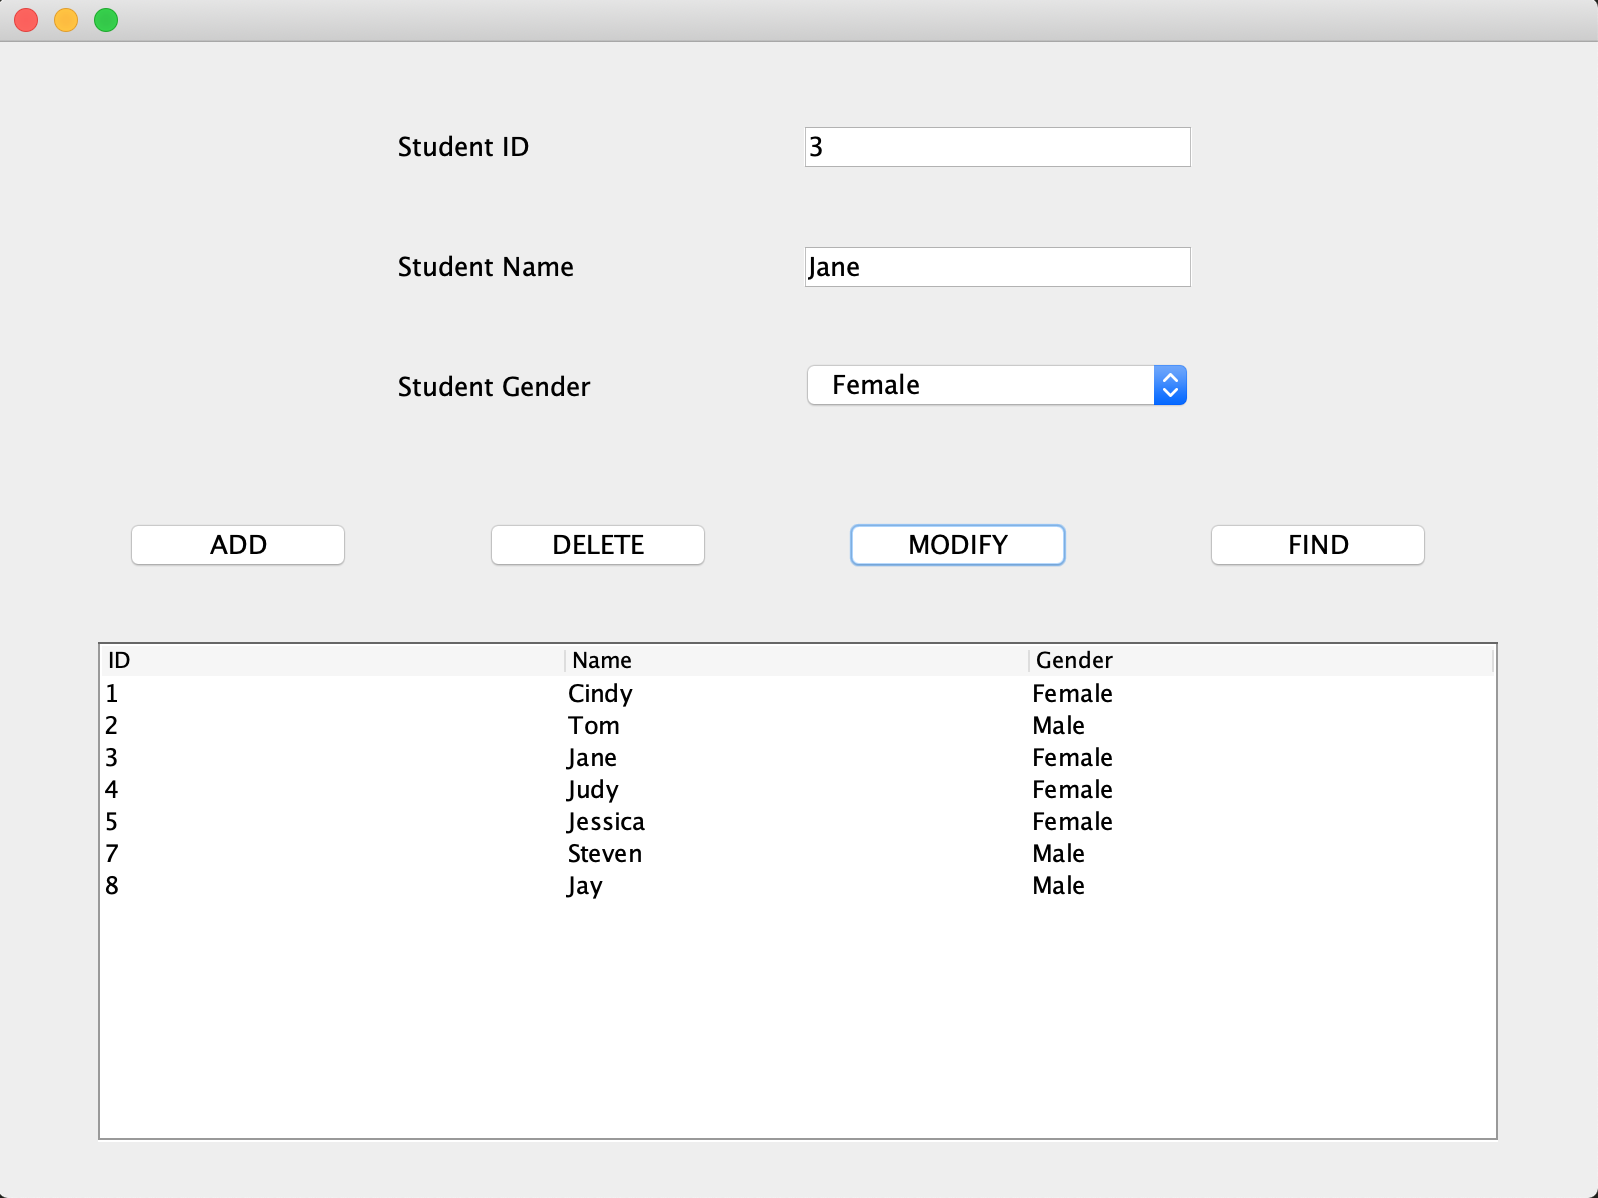 Student ID 3
Student Name Jane
Student Gender Female
ADD DELETE MODIFY FIND
ID Name Gender
1 Cindy Female
2 Tom Male
3 Jane Female
4 Judy Female
5 Jessica Female
7 Steven Male
8 Jay Male